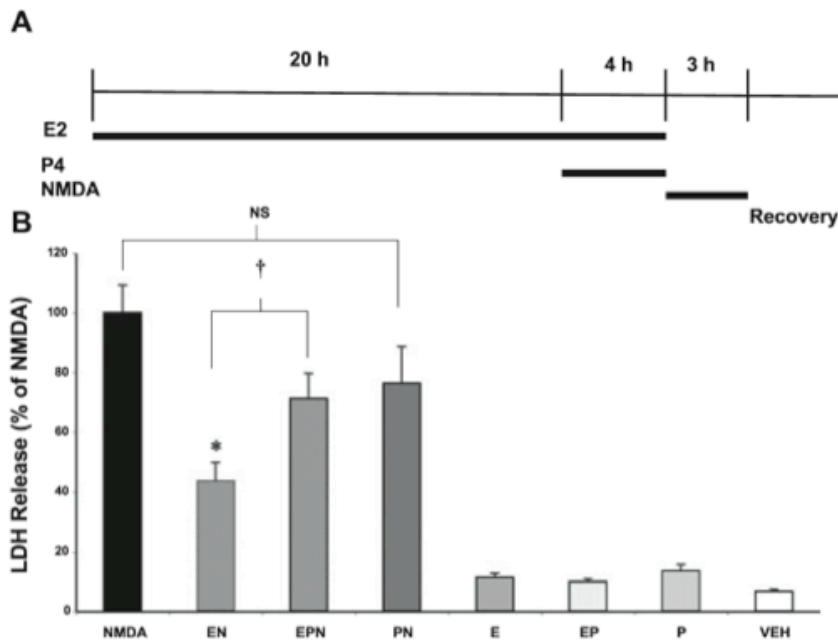 A
20 h
4 h
3 h
E2
P4
NMDA
Recovery
B
NS
†
*
LDH Release (% of NMDA)
120
100
80
60
40
20
0
NMDA EN EPN PN E EP P VEH